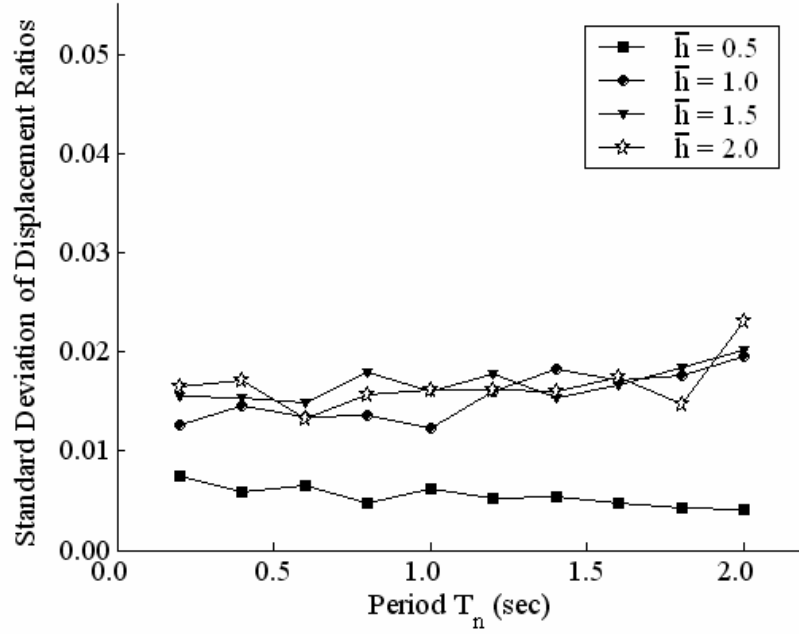 Standard Deviation of Displacement Ratios
0.05
0.04
0.03
0.02
0.01
0.00
h̅ = 0.5
h̅ = 1.0
h̅ = 1.5
h̅ = 2.0
0.0 0.5 1.0 1.5 2.0
Period Tₙ (sec)